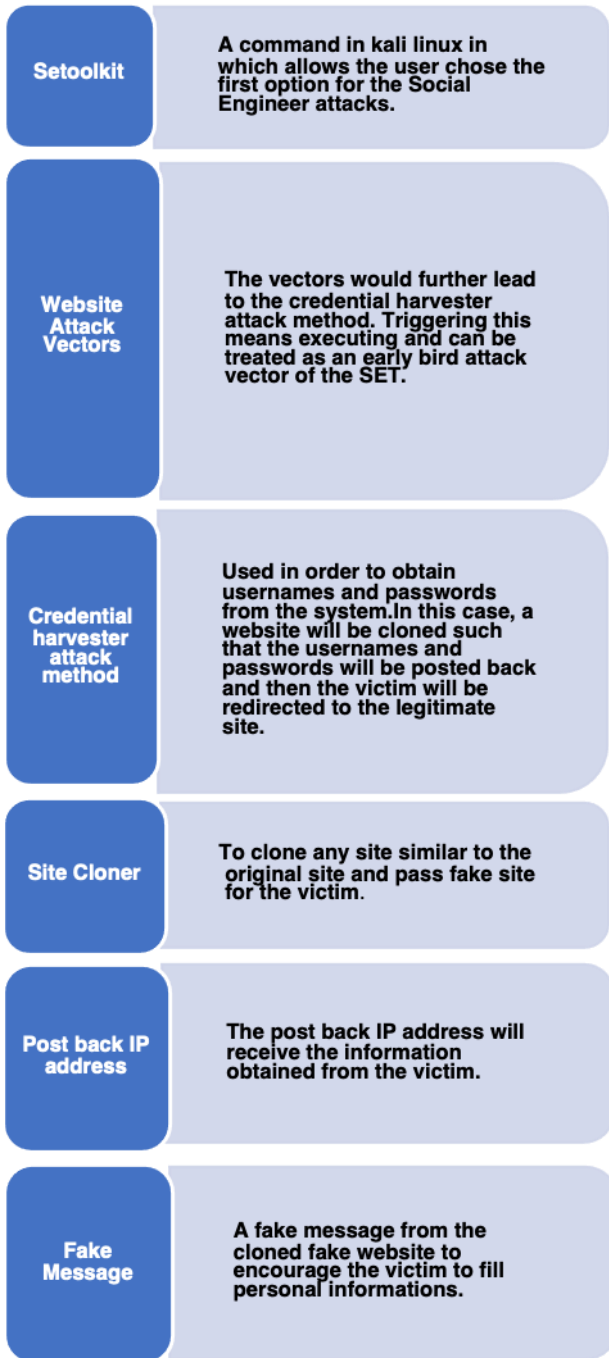 Setoolkit
A command in kali linux in
which allows the user chose the
first option for the Social
Engineer attacks.
Website
Attack
Vectors
The vectors would further lead
to the credential harvester
attack method. Triggering this
means executing and can be
treated as an early bird attack
vector of the SET.
Credential
harvester
attack
method
Used in order to obtain
usernames and passwords
from the system.In this case, a
website will be cloned such
that the usernames and
passwords will be posted back
and then the victim will be
redirected to the legitimate
site.
Site Cloner
To clone any site similar to the
original site and pass fake site
for the victim.
Post back IP
address
The post back IP address will
receive the information
obtained from the victim.
Fake
Message
A fake message from the
cloned fake website to
encourage the victim to fill
personal informations.